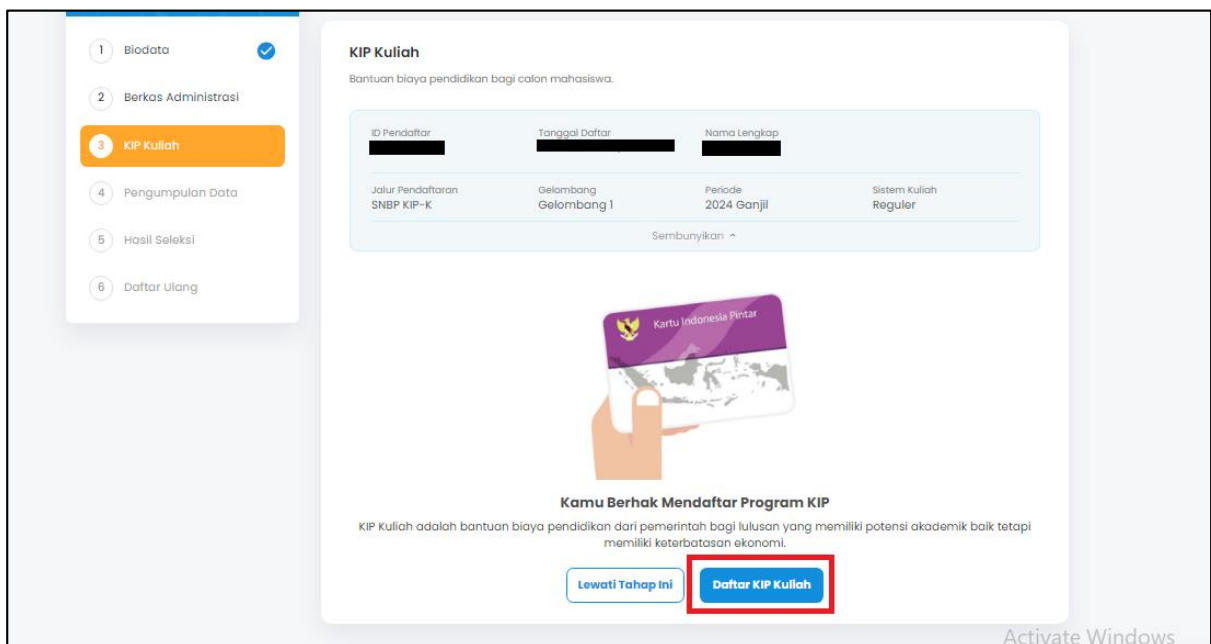 1 Biodata
2 Berkas Administrasi
3 KIP Kuliah
4 Pengumpulan Data
5 Hasil Seleksi
6 Daftar Ulang
KIP Kuliah
Bantuan biaya pendidikan bagi calon mahasiswa.
ID Pendaftar Tanggal Daftar Nama Lengkap
Jalur Pendaftaran Gelombang Periode Sistem Kuliah
SNBP KIP-K Gelombang 1 2024 Ganjil Reguler
Sembunyikan
Kartu Indonesia Pintar
Kamu Berhak Mendaftar Program KIP
KIP Kuliah adalah bantuan biaya pendidikan dari pemerintah bagi lulusan yang memiliki potensi akademik baik tetapi
memiliki keterbatasan ekonomi.
Lewati Tahap Ini Daftar KIP Kuliah
Activate Windows